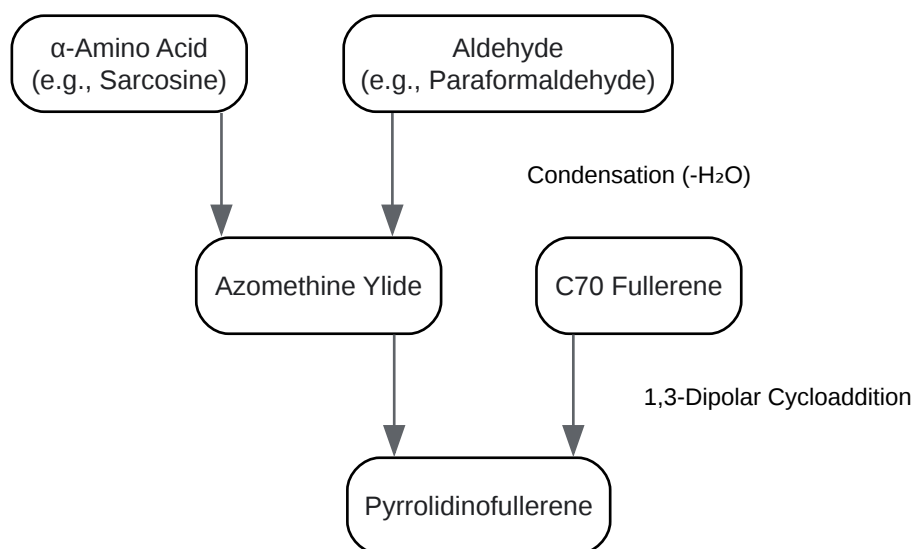 α-Amino Acid
(e.g., Sarcosine)
Aldehyde
(e.g., Paraformaldehyde)
Condensation (-H₂O)
Azomethine Ylide
C70 Fullerene
1,3-Dipolar Cycloaddition
Pyrrolidinofullerene